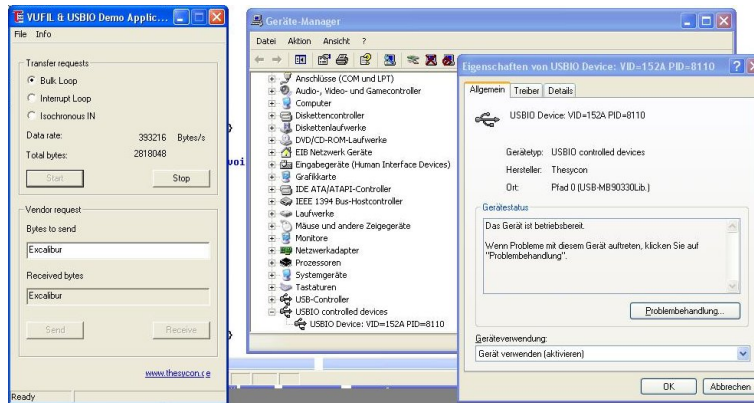 VUFIL & USBIO Demo Applic...
File Info
Transfer requests
Bulk Loop
Interrupt Loop
Isochronous IN
Data rate: 393216 Bytes/s
Total bytes: 2818048
Start Stop
Vendor request
Bytes to send
Excalibur
Received bytes
Excalibur
Send Receive
www.thesycon.de
Ready
}
voi
}
Geräte-Manager
Datei Aktion Ansicht ?
Anschlüsse (COM und LPT)
Audio-, Video- und Gamecontroller
Computer
Diskettencontroller
Diskettenlaufwerke
DVD/CD-ROM-Laufwerke
EIB Netzwerk Geräte
Eingabegeräte (Human Interface Devices)
Grafikkarte
IDE ATA/ATAPI-Controller
IEEE 1394 Bus-Hostcontroller
Laufwerke
Mäuse und andere Zeigegeräte
Monitore
Netzwerkadapter
Prozessoren
Systemgeräte
Tastaturen
USB-Controller
USBIO controlled devices
USBIO Device: VID=152A PID=8110
Eigenschaften von USBIO Device: VID=152A PID=8110
Allgemein Treiber Details
USBIO Device: VID=152A PID=8110
Gerätetyp: USBIO controlled devices
Hersteller: Thesycon
Ort: Pfad 0 (USB-MB90330Lib.)
Gerätestatus
Das Gerät ist betriebsbereit.
Wenn Probleme mit diesem Gerät auftreten, klicken Sie auf
"Problembehandlung".
Problembehandlung...
Geräteverwendung:
Gerät verwenden (aktivieren)
OK Abbrechen